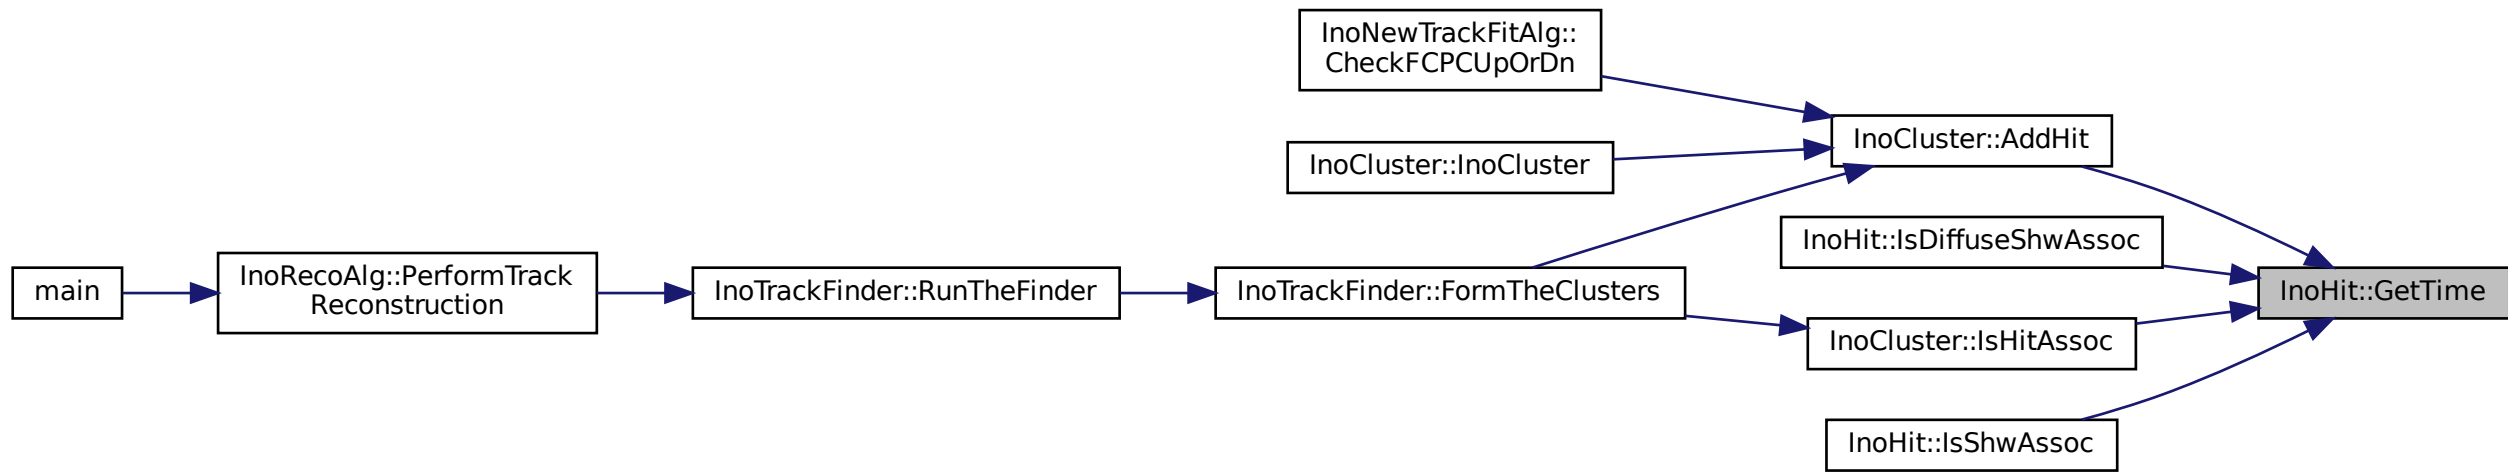 InoNewTrackFitAlg::
CheckFCPCUpOrDn
InoCluster::AddHit
InoCluster::InoCluster
InoHit::IsDiffuseShwAssoc
main
InoRecoAlg::PerformTrack
Reconstruction
InoTrackFinder::RunTheFinder
InoTrackFinder::FormTheClusters
InoHit::GetTime
InoCluster::IsHitAssoc
InoHit::IsShwAssoc